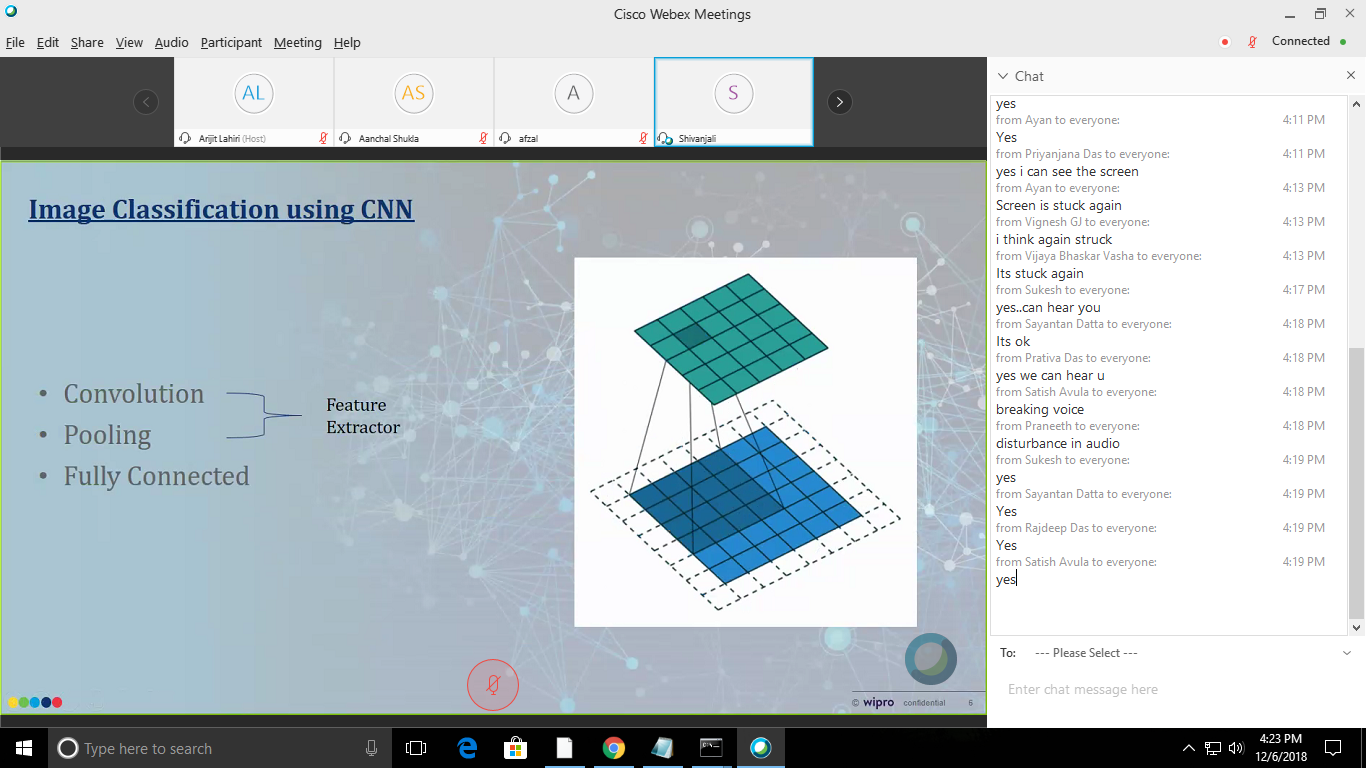 Cisco Webex Meetings
File Edit Share View Audio Participant Meeting Help
Connected
AL
Arijit Lahiri (Host)
AS
Aanchal Shukla
A
afzal
S
Shivanjali
Image Classification using CNN
• Convolution
• Pooling
• Fully Connected
Feature
Extractor
© wipro confidential 6
Chat
yes
from Ayan to everyone: 4:11 PM
Yes
from Priyanjana Das to everyone: 4:11 PM
yes i can see the screen
from Ayan to everyone: 4:13 PM
Screen is stuck again
from Vignesh GJ to everyone: 4:13 PM
i think again struck
from Vijaya Bhaskar Vasha to everyone: 4:13 PM
Its stuck again
from Sukesh to everyone: 4:17 PM
yes..can hear you
from Sayantan Datta to everyone: 4:18 PM
Its ok
from Prativa Das to everyone: 4:18 PM
yes we can hear u
from Satish Avula to everyone: 4:18 PM
breaking voice
from Praneeth to everyone: 4:18 PM
disturbance in audio
from Sukesh to everyone: 4:19 PM
yes
from Sayantan Datta to everyone: 4:19 PM
Yes
from Rajdeep Das to everyone: 4:19 PM
Yes
from Satish Avula to everyone: 4:19 PM
yes
To: --- Please Select ---
Enter chat message here
Type here to search
4:23 PM
12/6/2018